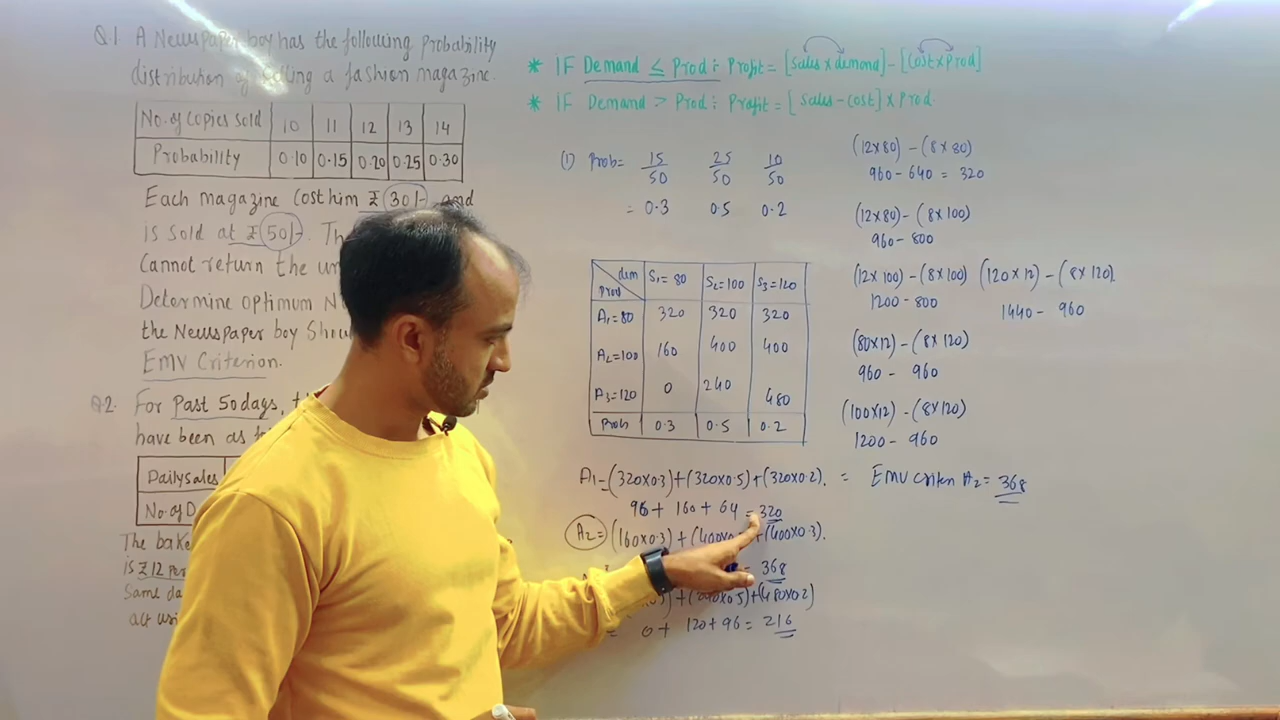 Q.1 A Newspaper boy has the following Probability
distribution of selling a fashion magazine.
No. of Copies Sold 10 11 12 13 14
Probability 0.10 0.15 0.20 0.25 0.30
Each magazine Cost him ₹ 30/- and
is sold at ₹ 50/-.
Cannot return the
Determine optimum
the Newspaper boy
EMV Criterion.
Q2. For Past 50 days,
have been as
Daily Sales
No. of
The
is ₹12
Same
* IF Demand ≤ Prod : Profit = [Sales x demand] - [Cost x Prod]
* IF Demand > Prod : Profit = [Sales - Cost] x Prod.
(1) Prob = 15/50 25/50 10/50
= 0.3 0.5 0.2
dem
Prod S₁=80 S₂=100 S₃=120
A₁=80 320 320 320
A₂=100 160 400 400
A₃=120 0 240 480
Prob 0.3 0.5 0.2
A₁ = (320x0.3)+(320x0.5)+(320x0.2). = EMV criten A₂ = 368
96 + 160 + 64 = 320
A₂ = (160x0.3) + (400x0. +(400x0.3).
= 368
x0.5)+(480x0.2)
= 0 + 120 + 96 = 216
(12x80) - (8x80)
960 - 640 = 320
(12x80) - (8x100)
960 - 800
(12x100) - (8x100) (120x12) - (8x120).
1200 - 800 1440 - 960
(80x12) - (8x120)
960 - 960
(100x12) - (8x120)
1200 - 960